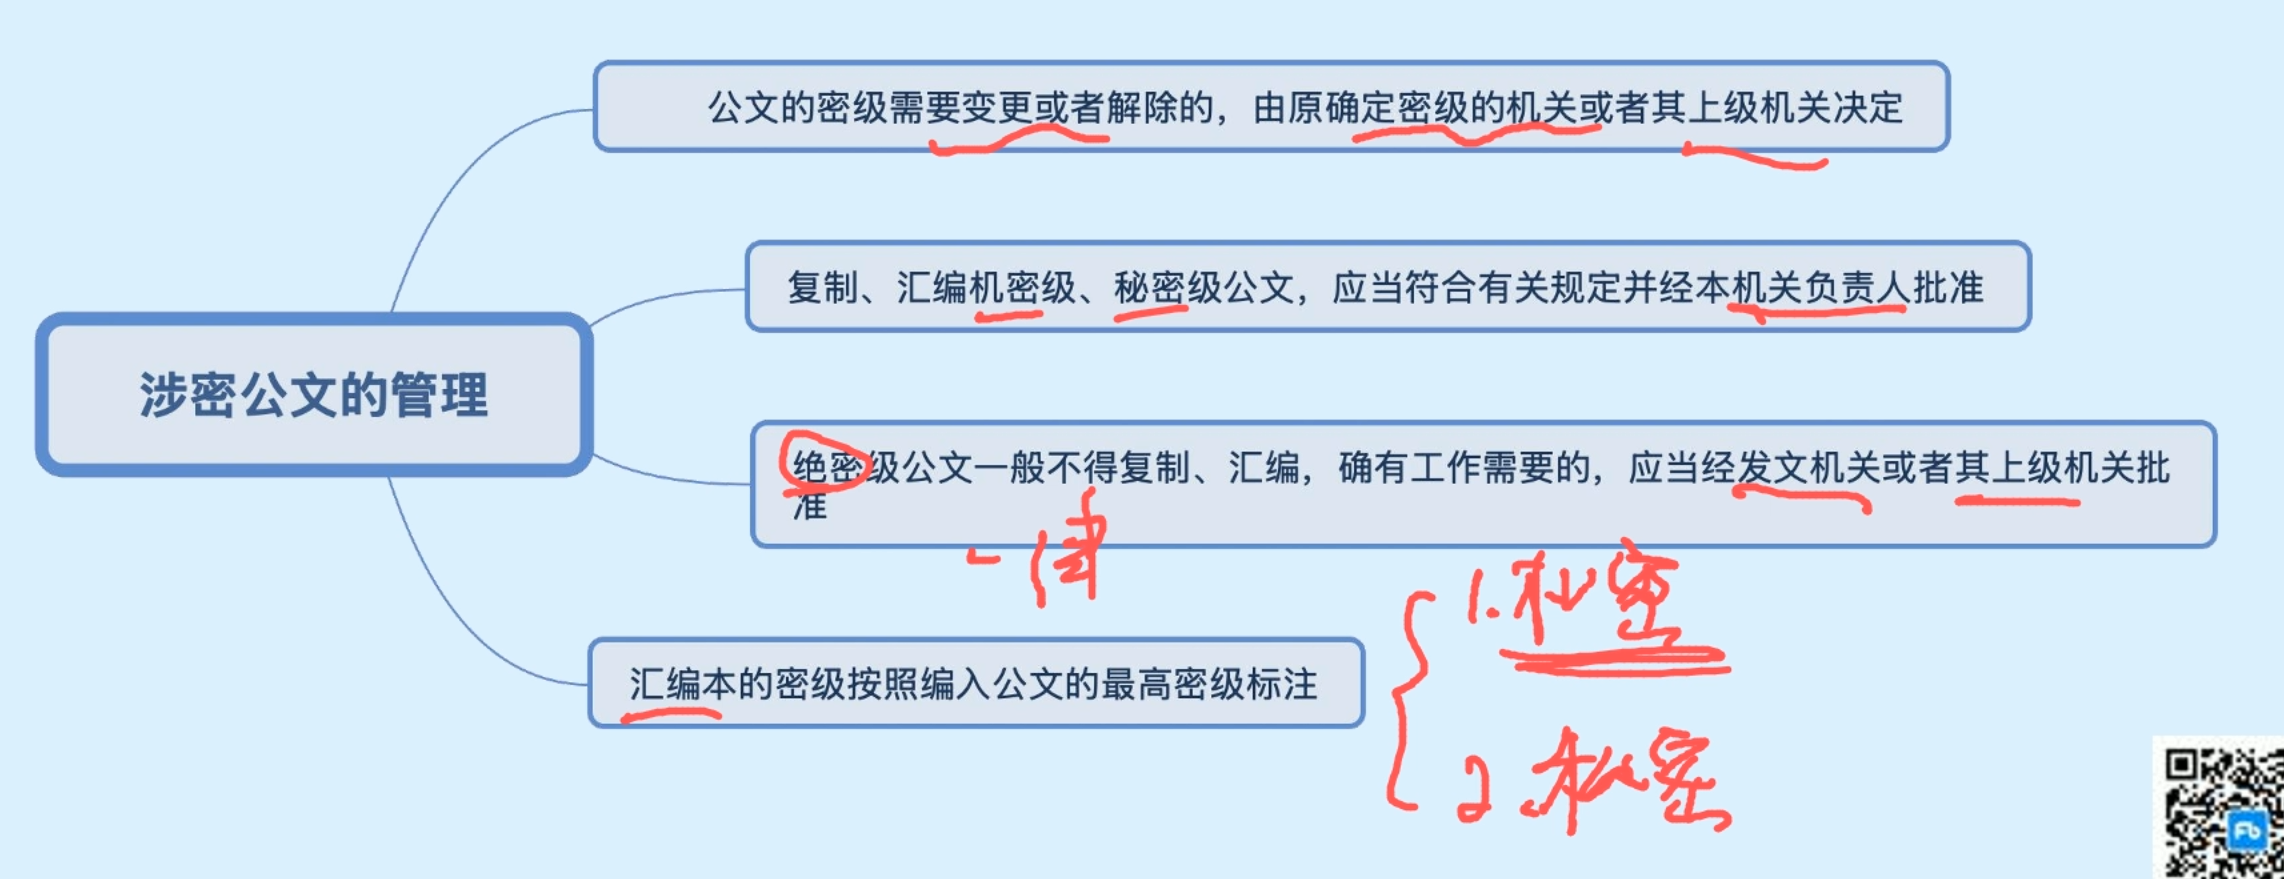 公文的密级需要变更或者解除的，由原确定密级的机关或者其上级机关决定
复制、汇编机密级、秘密级公文，应当符合有关规定并经本机关负责人批准
涉密公文的管理
绝密级公文一般不得复制、汇编，确有工作需要的，应当经发文机关或者其上级机关批
准
汇编本的密级按照编入公文的最高密级标注
1.秘密
2.机密
Fb